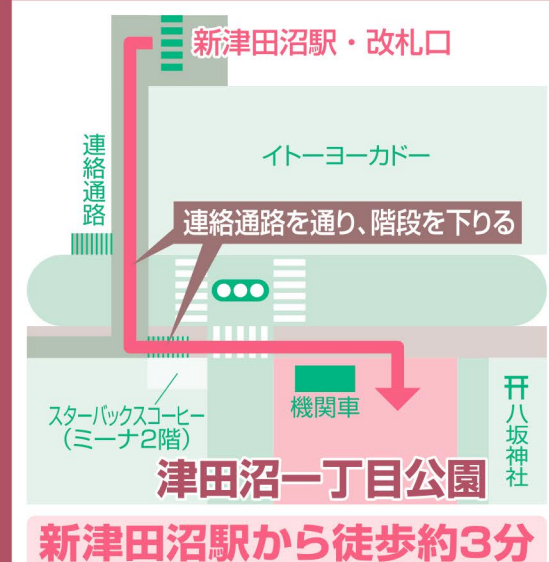 新津田沼駅・改札口
連絡通路
イトーヨーカドー
連絡通路を通り、階段を下りる
スターバックスコーヒー
(ミーナ2階)
機関車
八坂神社
津田沼一丁目公園
新津田沼駅から徒歩約3分